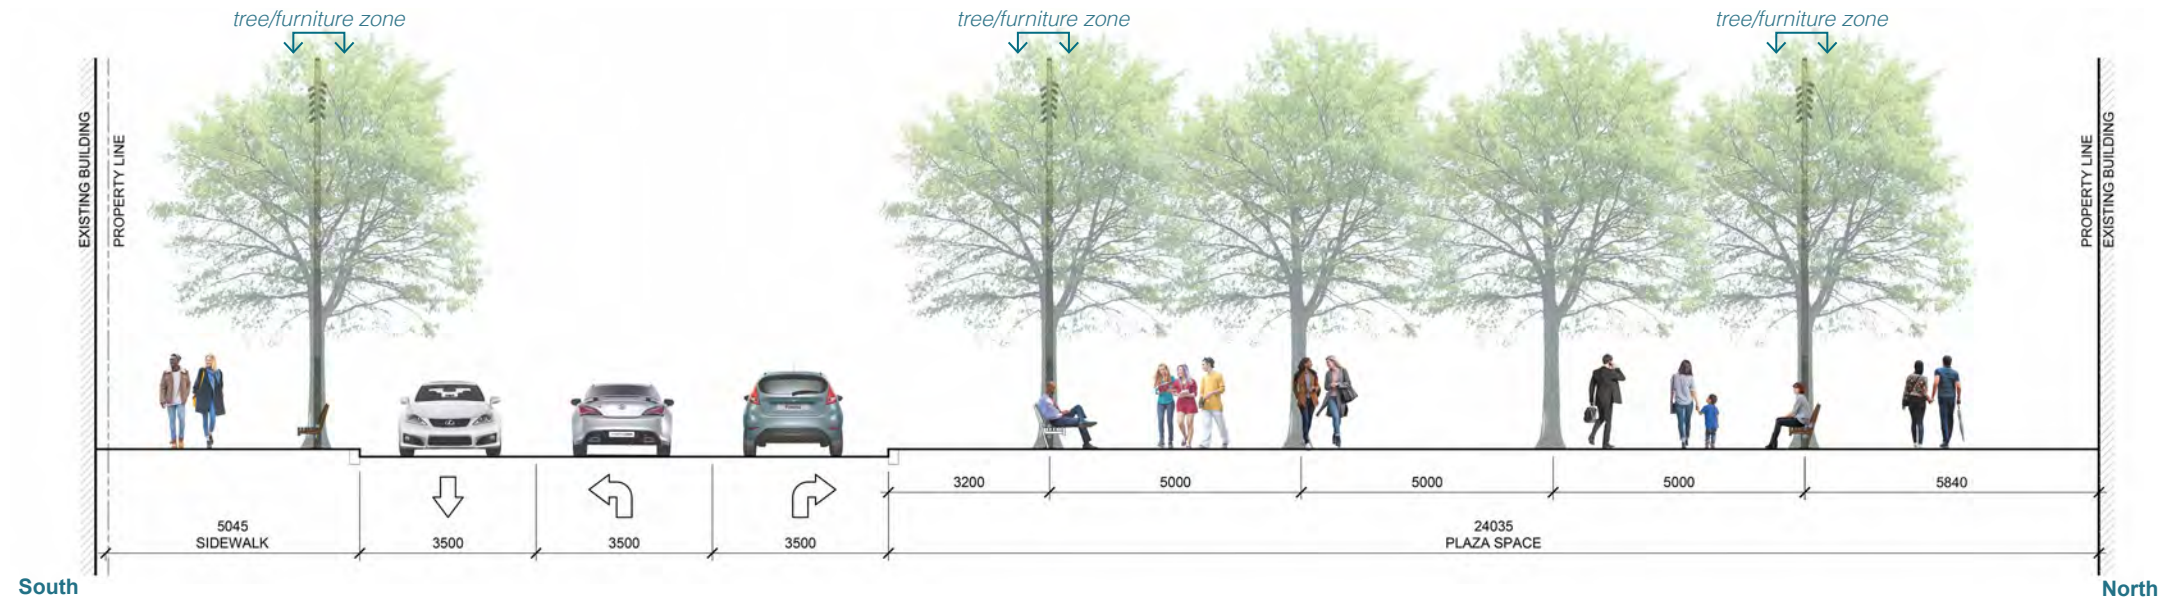 tree/furniture zone
tree/furniture zone
tree/furniture zone
EXISTING BUILDING
PROPERTY LINE
PROPERTY LINE
EXISTING BUILDING
3200
5000
5000
5000
5840
5045
SIDEWALK
3500
3500
3500
24035
PLAZA SPACE
South
North